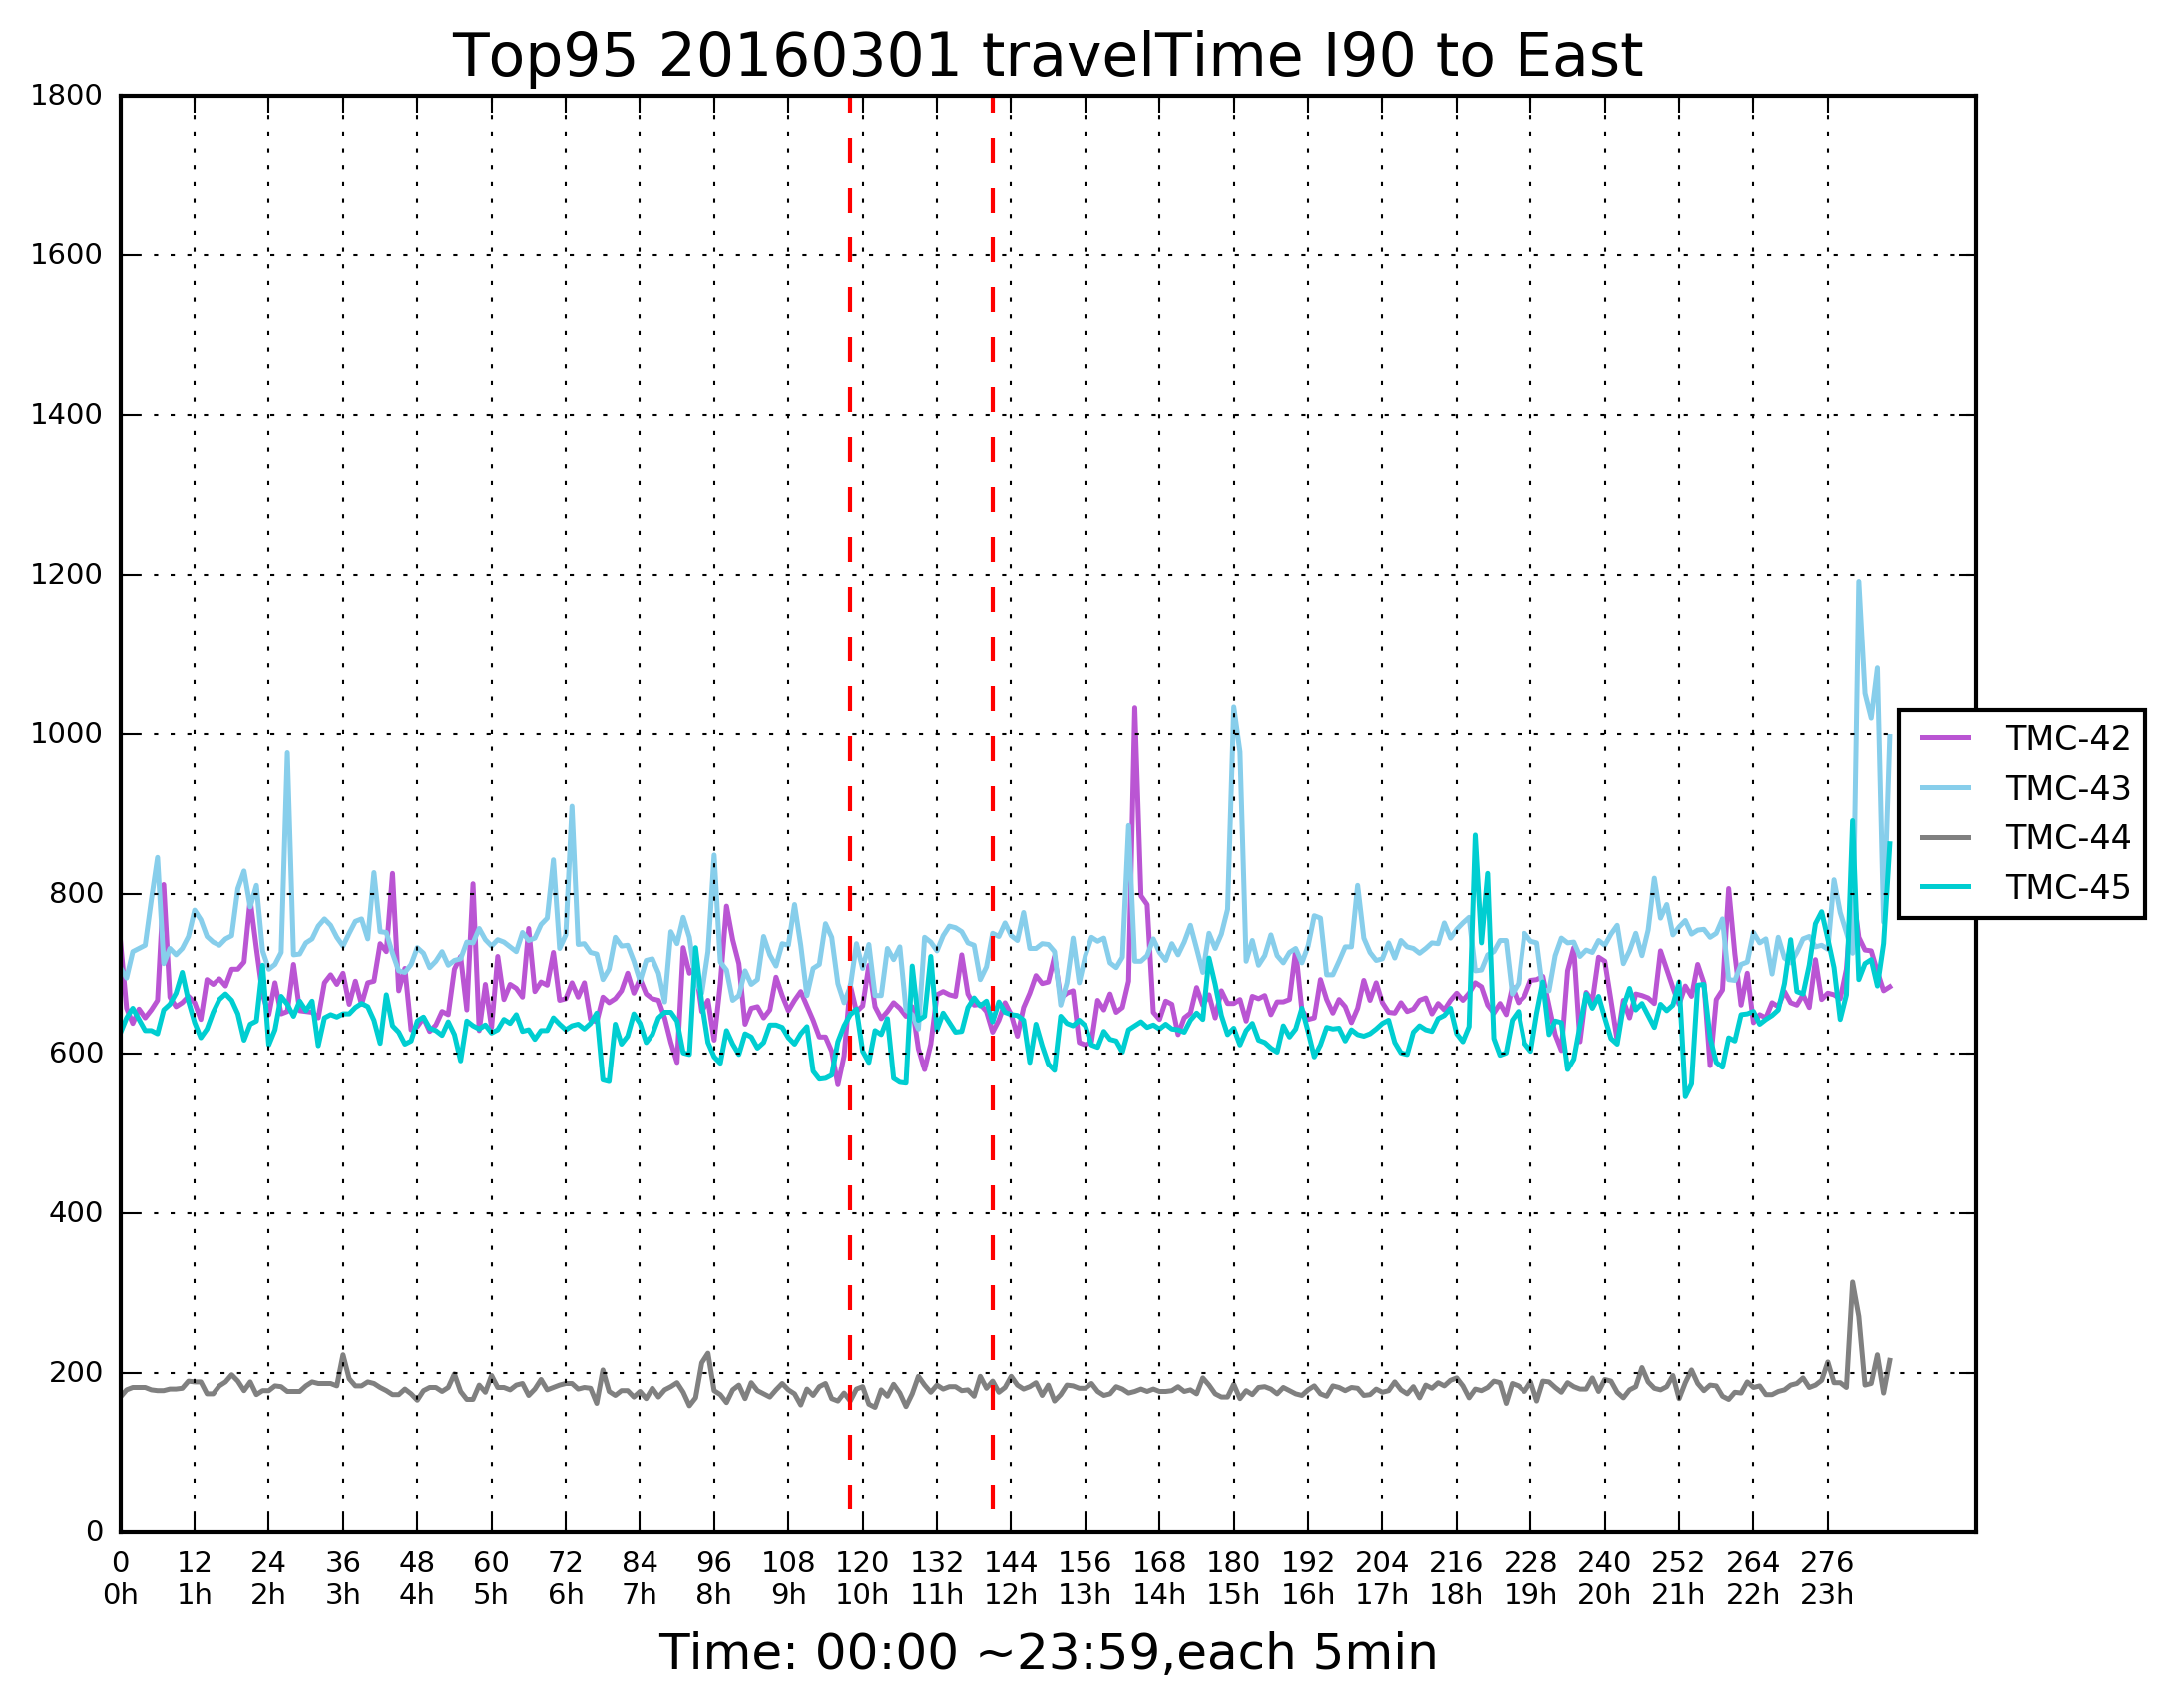 Top95 20160301 travelTime I90 to East
1800
1600
1400
1200
1000
800
600
400
200
0
TMC-42
TMC-43
TMC-44
TMC-45
0 12 24 36 48 60 72 84 96 108 120 132 144 156 168 180 192 204 216 228 240 252 264 276
0h 1h 2h 3h 4h 5h 6h 7h 8h 9h 10h 11h 12h 13h 14h 15h 16h 17h 18h 19h 20h 21h 22h 23h
Time: 00:00 ~23:59,each 5min